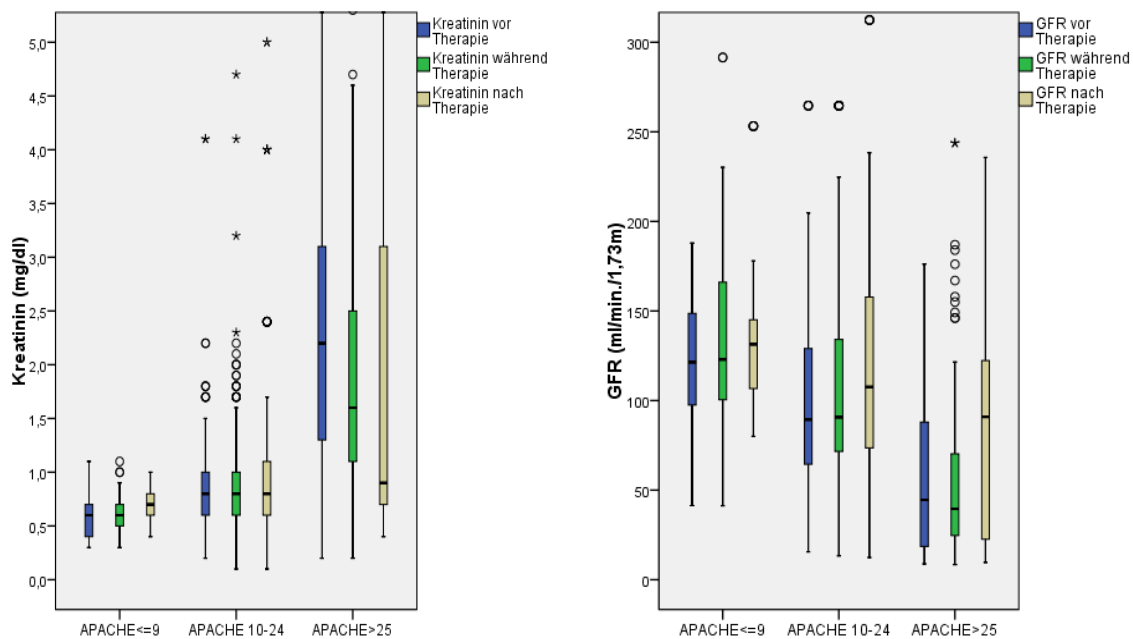 Kreatinin vor
Therapie
Kreatinin während
Therapie
Kreatinin nach
Therapie
Kreatinin (mg/dl)
5,0
4,5
4,0
3,5
3,0
2,5
2,0
1,5
1,0
0,5
0,0
APACHE<=9
APACHE 10-24
APACHE>25
GFR vor
Therapie
GFR während
Therapie
GFR nach
Therapie
GFR (ml/min./1,73m)
300
250
200
150
100
50
0
APACHE<=9
APACHE 10-24
APACHE>25